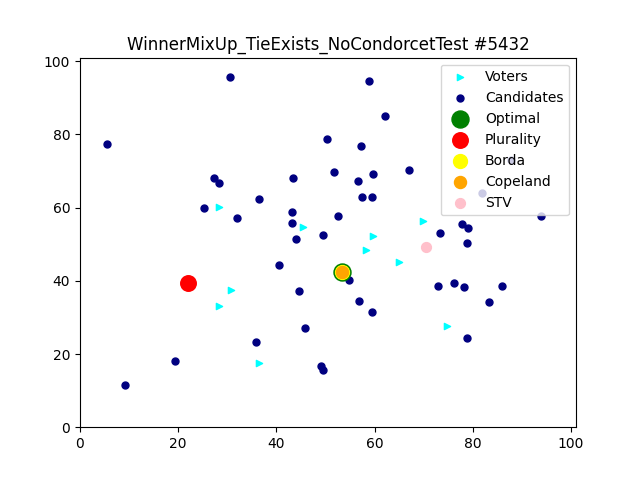 WinnerMixUp_TieExists_NoCondorcetTest #5432
100
80
60
40
20
0
0 20 40 60 80 100
Voters
Candidates
Optimal
Plurality
Borda
Copeland
STV